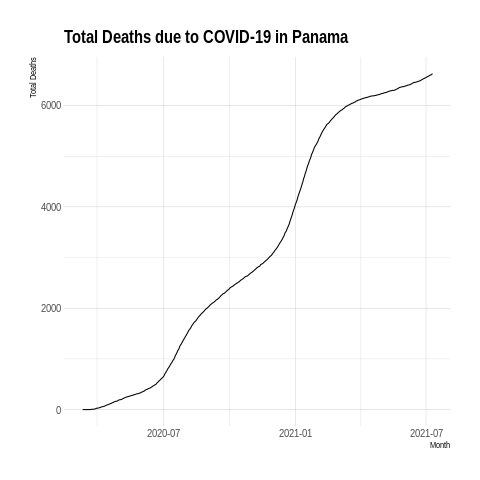 Total Deaths due to COVID-19 in Panama
Total Deaths
6000
4000
2000
0
2020-07
2021-01
2021-07
Month